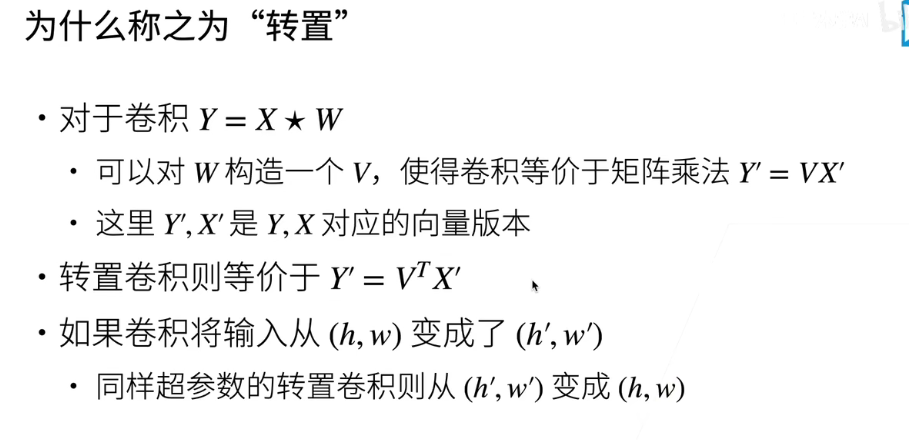 为什么称之为“转置”
• 对于卷积 Y = X ★ W
• 可以对 W 构造一个 V，使得卷积等价于矩阵乘法 Y′ = VX′
• 这里 Y′, X′ 是 Y, X 对应的向量版本
• 转置卷积则等价于 Y′ = VᵀX′
• 如果卷积将输入从 (h, w) 变成了 (h′, w′)
• 同样超参数的转置卷积则从 (h′, w′) 变成 (h, w)